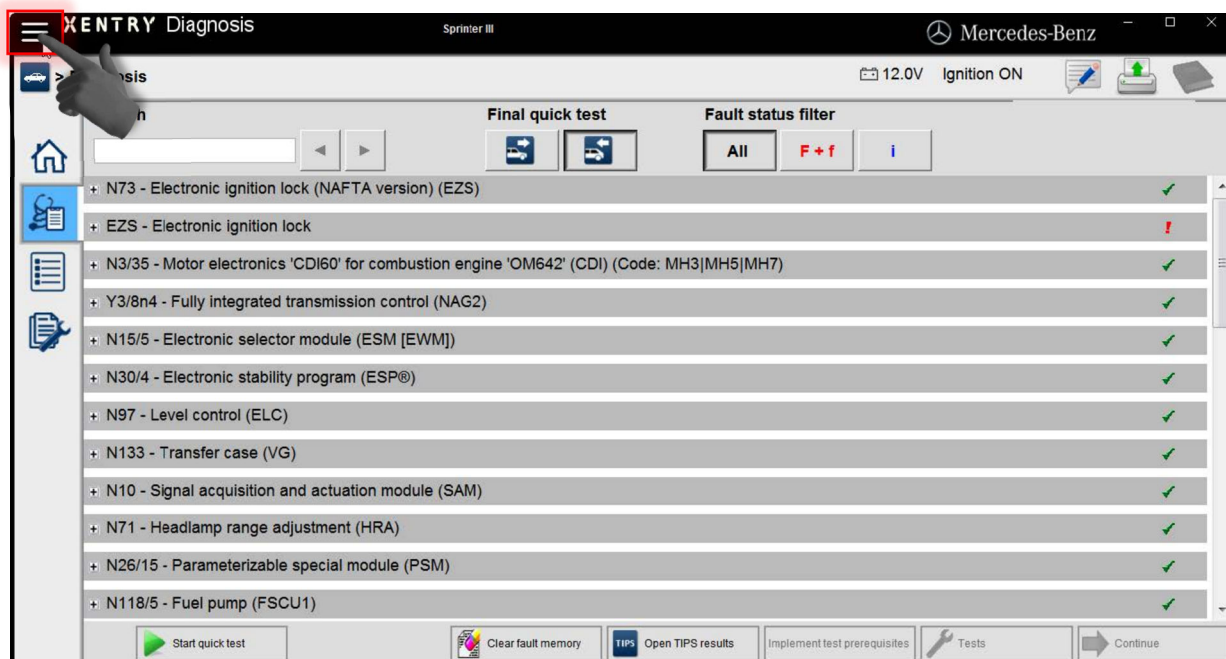 XENTRY Diagnosis
Sprinter III
Mercedes-Benz
12.0V Ignition ON
Final quick test
Fault status filter
All
F + f
i
+ N73 - Electronic ignition lock (NAFTA version) (EZS)
+ EZS - Electronic ignition lock
+ N3/35 - Motor electronics 'CDI60' for combustion engine 'OM642' (CDI) (Code: MH3|MH5|MH7)
+ Y3/8n4 - Fully integrated transmission control (NAG2)
+ N15/5 - Electronic selector module (ESM [EWM])
+ N30/4 - Electronic stability program (ESP®)
+ N97 - Level control (ELC)
+ N133 - Transfer case (VG)
+ N10 - Signal acquisition and actuation module (SAM)
+ N71 - Headlamp range adjustment (HRA)
+ N26/15 - Parameterizable special module (PSM)
+ N118/5 - Fuel pump (FSCU1)
Start quick test
Clear fault memory
TIPS Open TIPS results
Implement test prerequisites
Tests
Continue